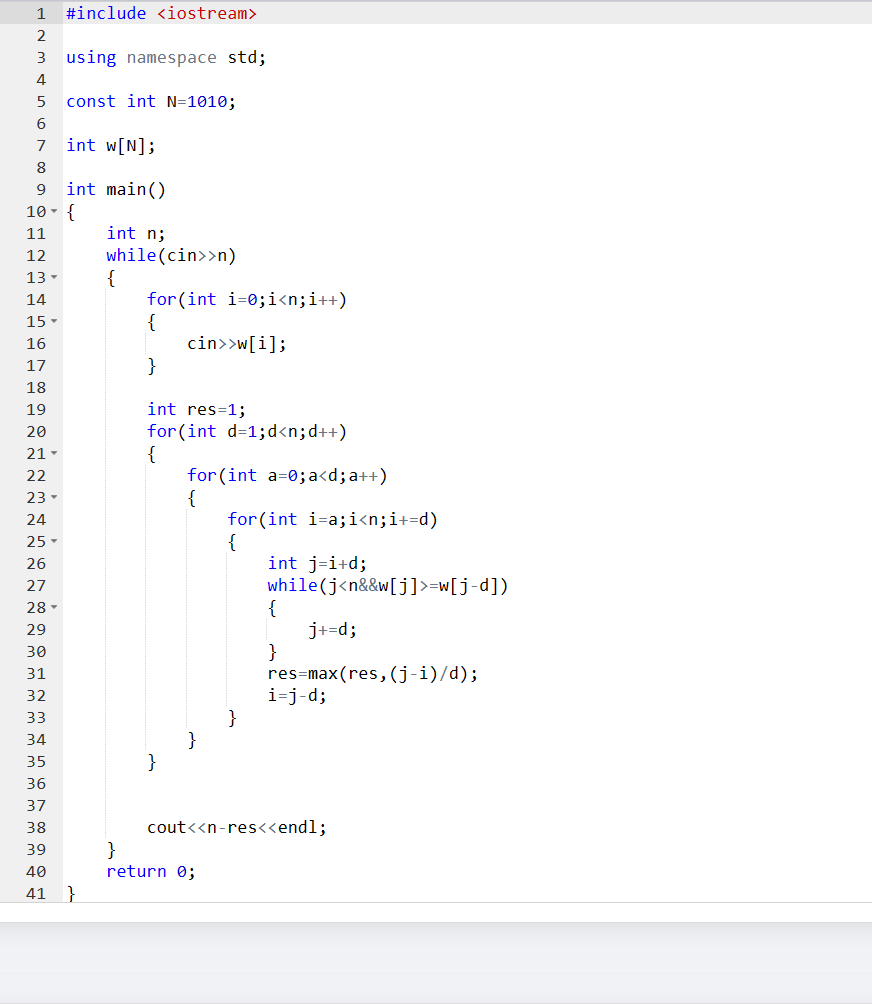 1 #include <iostream>
2
3 using namespace std;
4
5 const int N=1010;
6
7 int w[N];
8
9 int main()
10 {
11     int n;
12     while(cin>>n)
13     {
14         for(int i=0;i<n;i++)
15         {
16             cin>>w[i];
17         }
18
19         int res=1;
20         for(int d=1;d<n;d++)
21         {
22             for(int a=0;a<d;a++)
23             {
24                 for(int i=a;i<n;i+=d)
25                 {
26                     int j=i+d;
27                     while(j<n&&w[j]>=w[j-d])
28                     {
29                         j+=d;
30                     }
31                     res=max(res,(j-i)/d);
32                     i=j-d;
33                 }
34             }
35         }
36
37
38         cout<<n-res<<endl;
39     }
40     return 0;
41 }